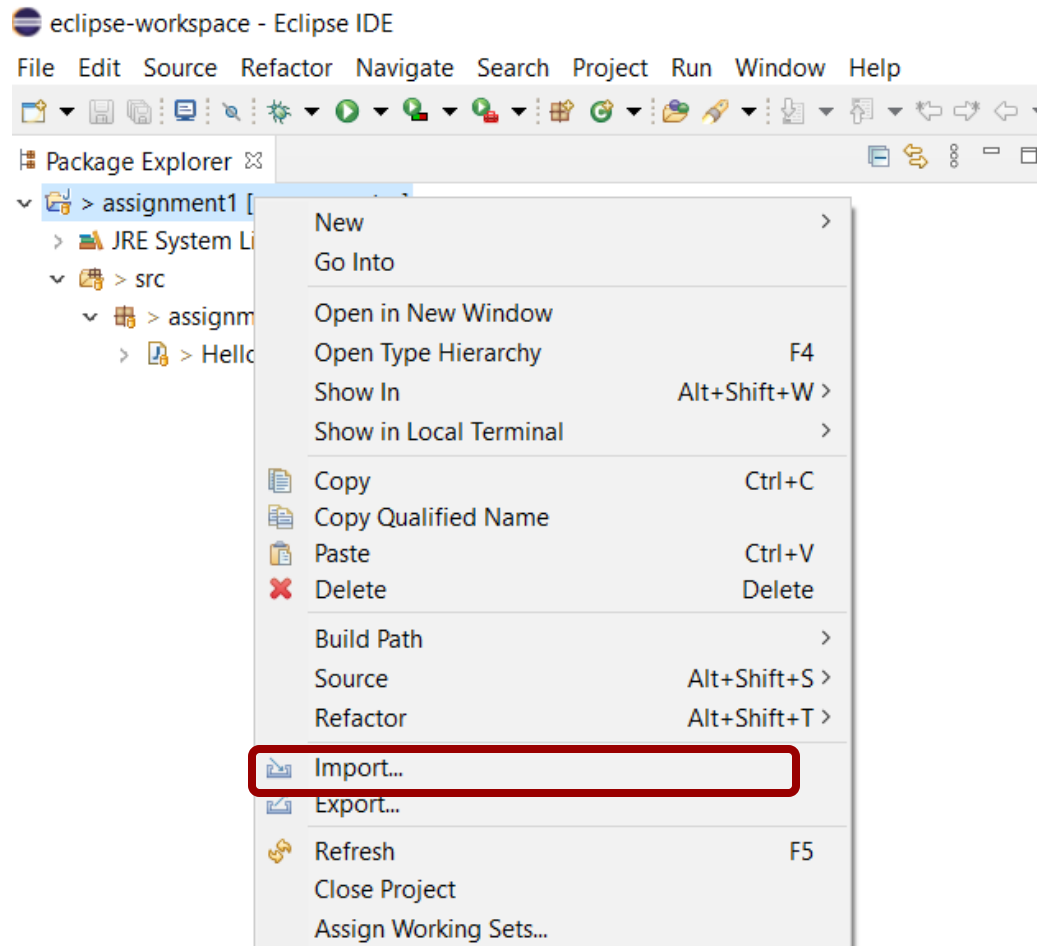 eclipse-workspace - Eclipse IDE
File Edit Source Refactor Navigate Search Project Run Window Help
Package Explorer
> assignment1 [
JRE System Li
> src
> assignm
> Hello
New
Go Into
Open in New Window
Open Type Hierarchy F4
Show In Alt+Shift+W >
Show in Local Terminal
Copy Ctrl+C
Copy Qualified Name
Paste Ctrl+V
Delete Delete
Build Path
Source Alt+Shift+S >
Refactor Alt+Shift+T >
Import...
Export...
Refresh F5
Close Project
Assign Working Sets...